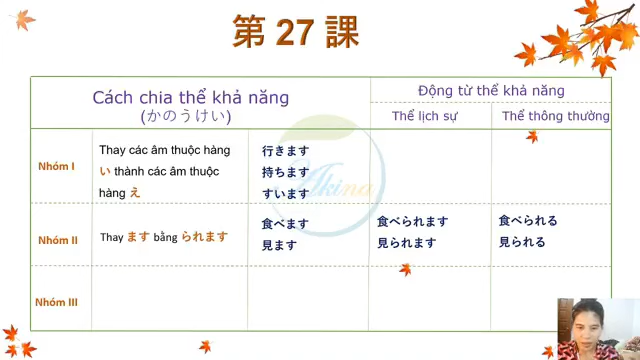 第 27 課
Cách chia thể khả năng
(かのうけい)
Động từ thể khả năng
Thể lịch sự
Thể thông thường
Nhóm I
Thay các âm thuộc hàng
い thành các âm thuộc
hàng え
行きます
持ちます
すいます
Nhóm II
Thay ます bằng られます
食べます
見ます
食べられます
見られます
食べられる
見られる
Nhóm III
Akina